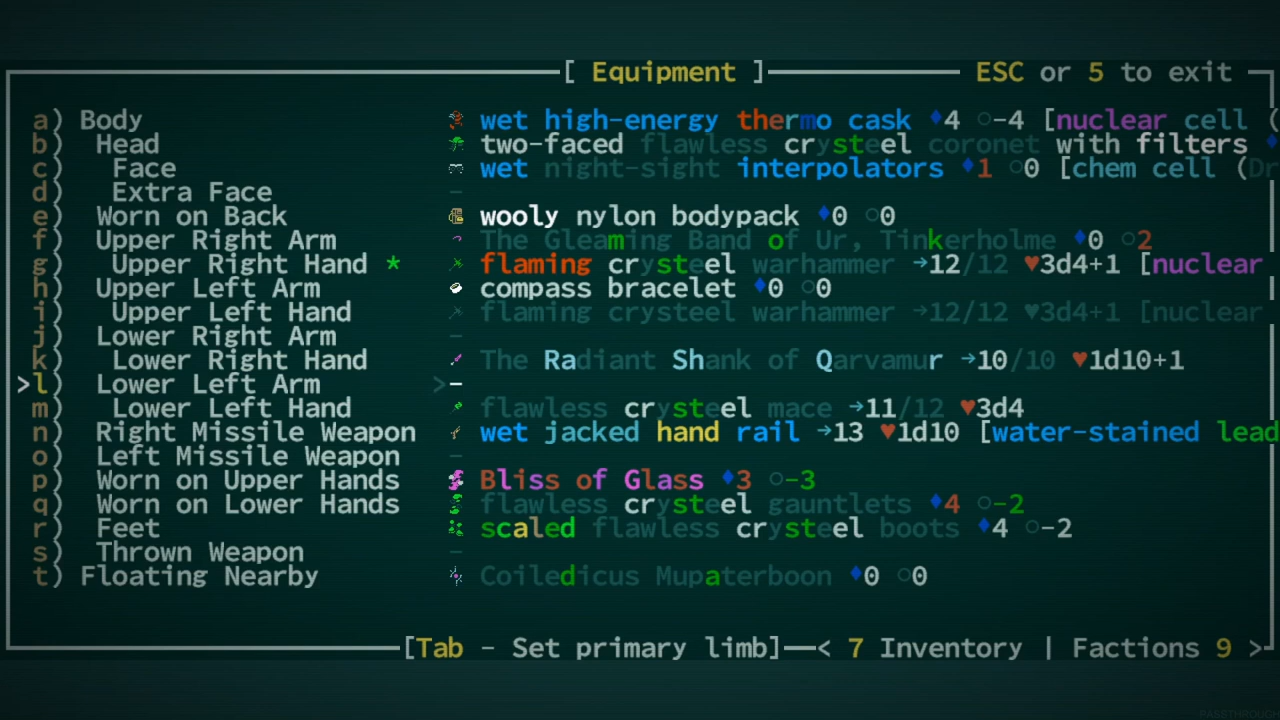 [ Equipment ] ESC or 5 to exit
a) Body wet high-energy thermo cask ♦4 ○-4 [nuclear cell (
b) Head two-faced flawless crysteel coronet with filters ♦
c) Face wet night-sight interpolators ♦1 ○0 [chem cell (Dr
d) Extra Face -
e) Worn on Back wooly nylon bodypack ♦0 ○0
f) Upper Right Arm The Gleaming Band of Ur, Tinkerholme ♦0 ○2
g) Upper Right Hand * flaming crysteel warhammer →12/12 ♥3d4+1 [nuclear
h) Upper Left Arm compass bracelet ♦0 ○0
i) Upper Left Hand flaming crysteel warhammer →12/12 ♥3d4+1 [nuclear
j) Lower Right Arm -
k) Lower Right Hand The Radiant Shank of Qarvamur →10/10 ♥1d10+1
>l) Lower Left Arm > -
m) Lower Left Hand flawless crysteel mace →11/12 ♥3d4
n) Right Missile Weapon wet jacked hand rail →13 ♥1d10 [water-stained lead
o) Left Missile Weapon -
p) Worn on Upper Hands Bliss of Glass ♦3 ○-3
q) Worn on Lower Hands flawless crysteel gauntlets ♦4 ○-2
r) Feet scaled flawless crysteel boots ♦4 ○-2
s) Thrown Weapon -
t) Floating Nearby Coiledicus Mupaterboon ♦0 ○0
[Tab - Set primary limb] < 7 Inventory | Factions 9 >